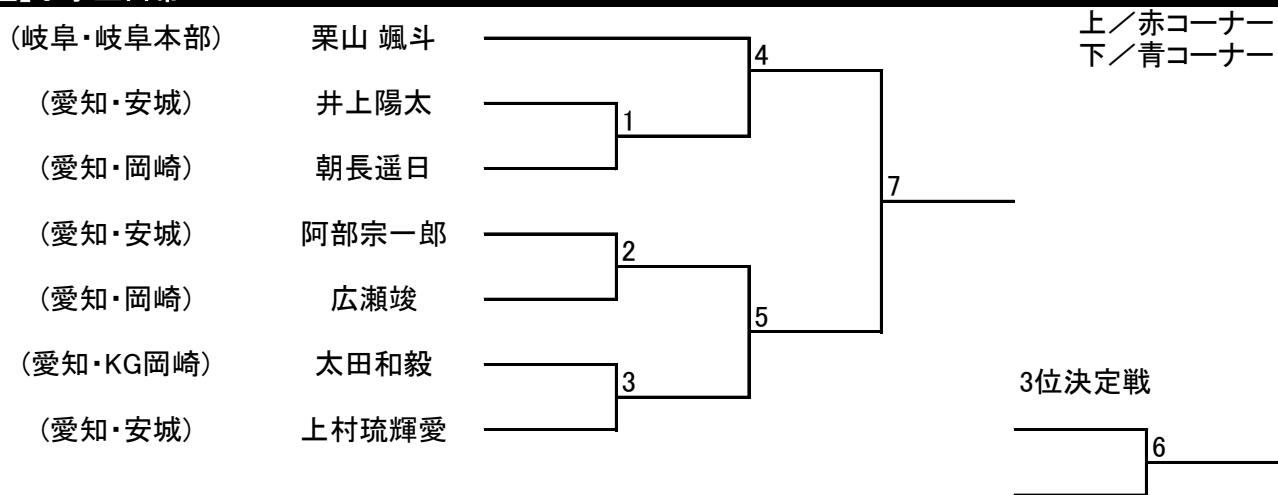 上／赤コーナー
下／青コーナー
(岐阜・岐阜本部) 栗山 颯斗
4
(愛知・安城) 井上陽太
1
(愛知・岡崎) 朝長遥日
7
(愛知・安城) 阿部宗一郎
2
(愛知・岡崎) 広瀬竣
5
(愛知・KG岡崎) 太田和毅
3
3位決定戦
(愛知・安城) 上村琉輝愛
6